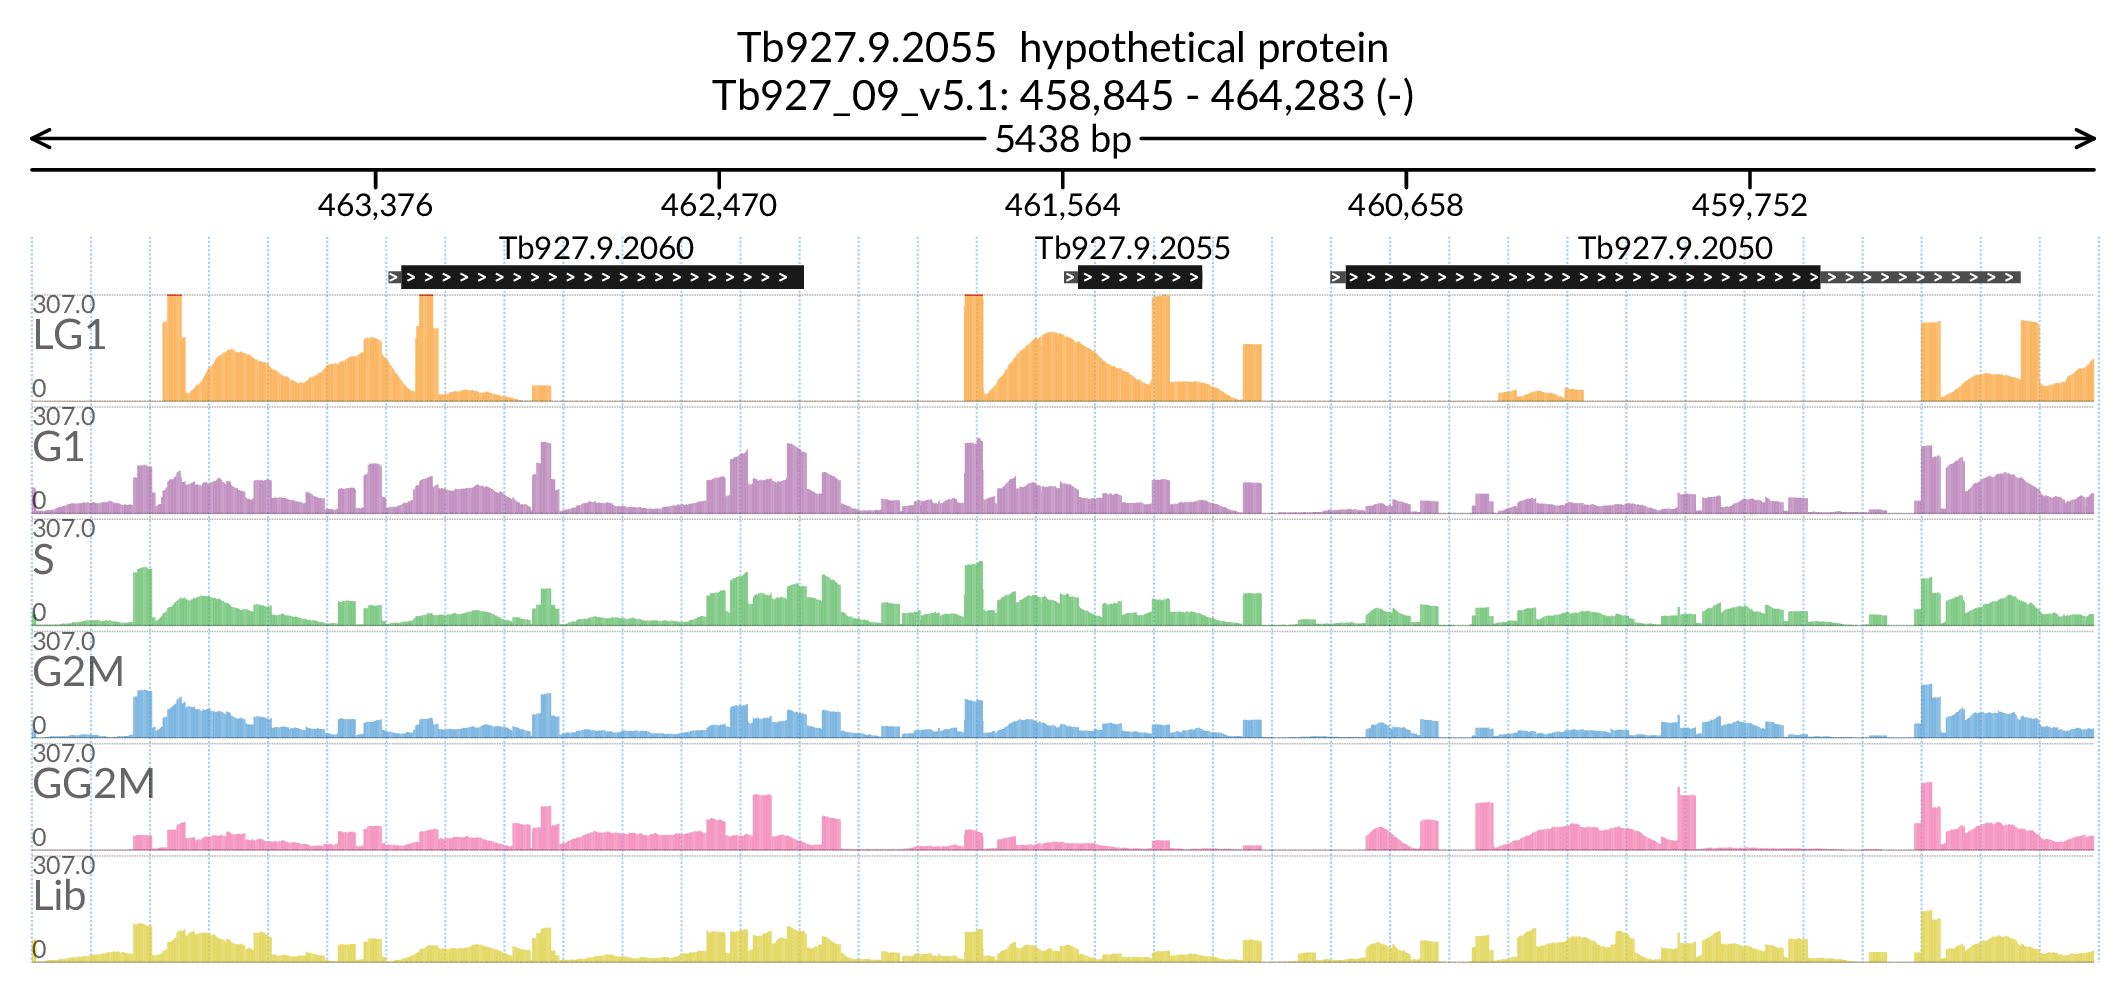 Tb927.9.2055  hypothetical protein
Tb927_09_v5.1: 458,845 - 464,283 (-)
5438 bp
463,376 462,470 461,564 460,658 459,752
Tb927.9.2060 Tb927.9.2055 Tb927.9.2050
307.0
LG1
0
307.0
G1
0
307.0
S
0
307.0
G2M
0
307.0
GG2M
0
307.0
Lib
0